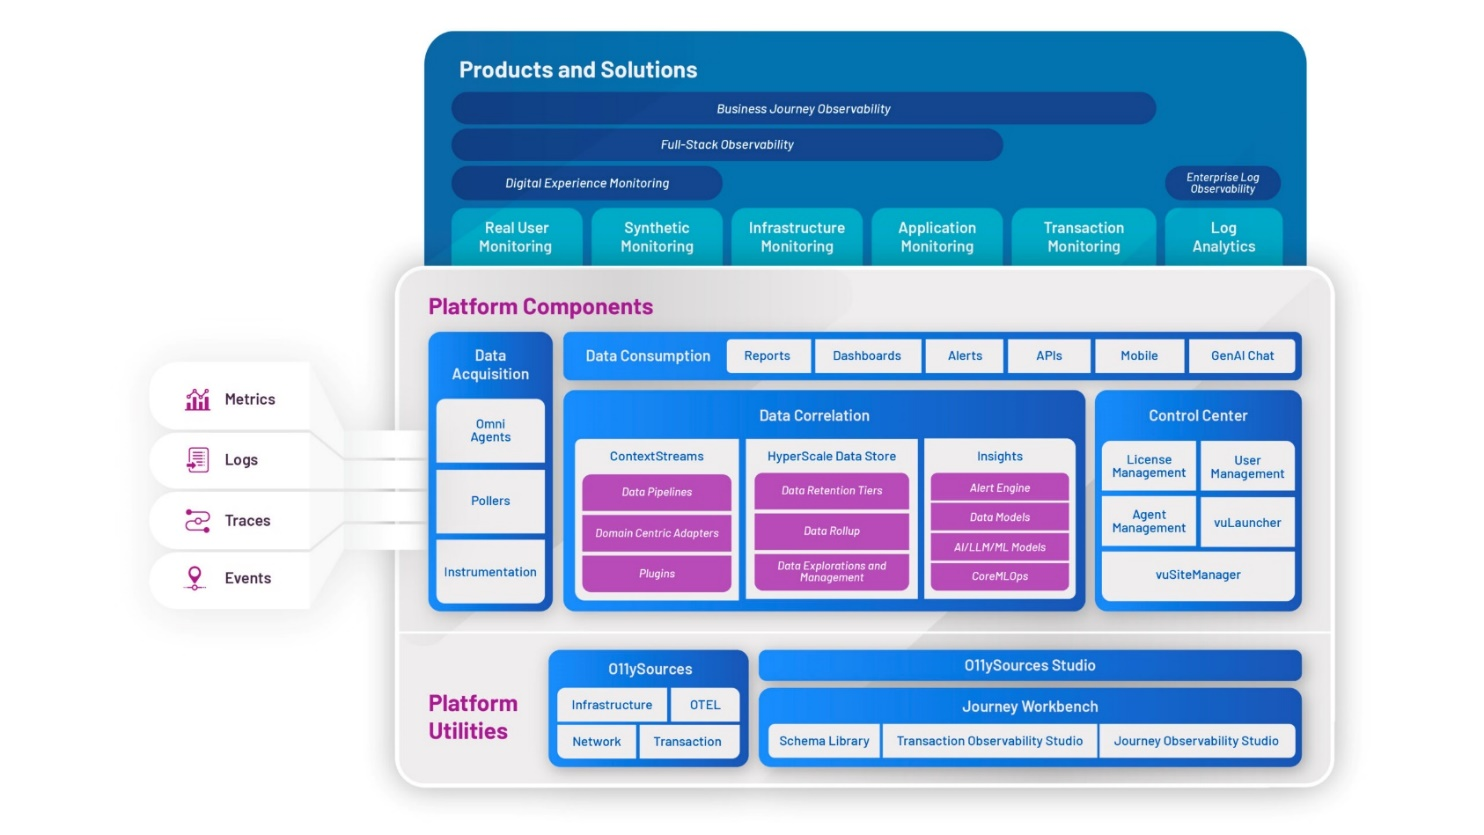 Products and Solutions
Business Journey Observability
Full-Stack Observability
Digital Experience Monitoring
Enterprise Log
Observability
Real User
Monitoring
Synthetic
Monitoring
Infrastructure
Monitoring
Application
Monitoring
Transaction
Monitoring
Log
Analytics
Platform Components
Metrics
Logs
Traces
Events
Data
Acquisition
Omni
Agents
Pollers
Instrumentation
Data Consumption
Reports
Dashboards
Alerts
APIs
Mobile
GenAI Chat
Data Correlation
ContextStreams
Data Pipelines
Domain Centric Adapters
Plugins
HyperScale Data Store
Data Retention Tiers
Data Rollup
Data Explorations and
Management
Insights
Alert Engine
Data Models
AI/LLM/ML Models
CoreMLOps
Control Center
License
Management
User
Management
Agent
Management
vuLauncher
vuSiteManager
Platform
Utilities
O11ySources
Infrastructure
OTEL
Network
Transaction
O11ySources Studio
Journey Workbench
Schema Library
Transaction Observability Studio
Journey Observability Studio